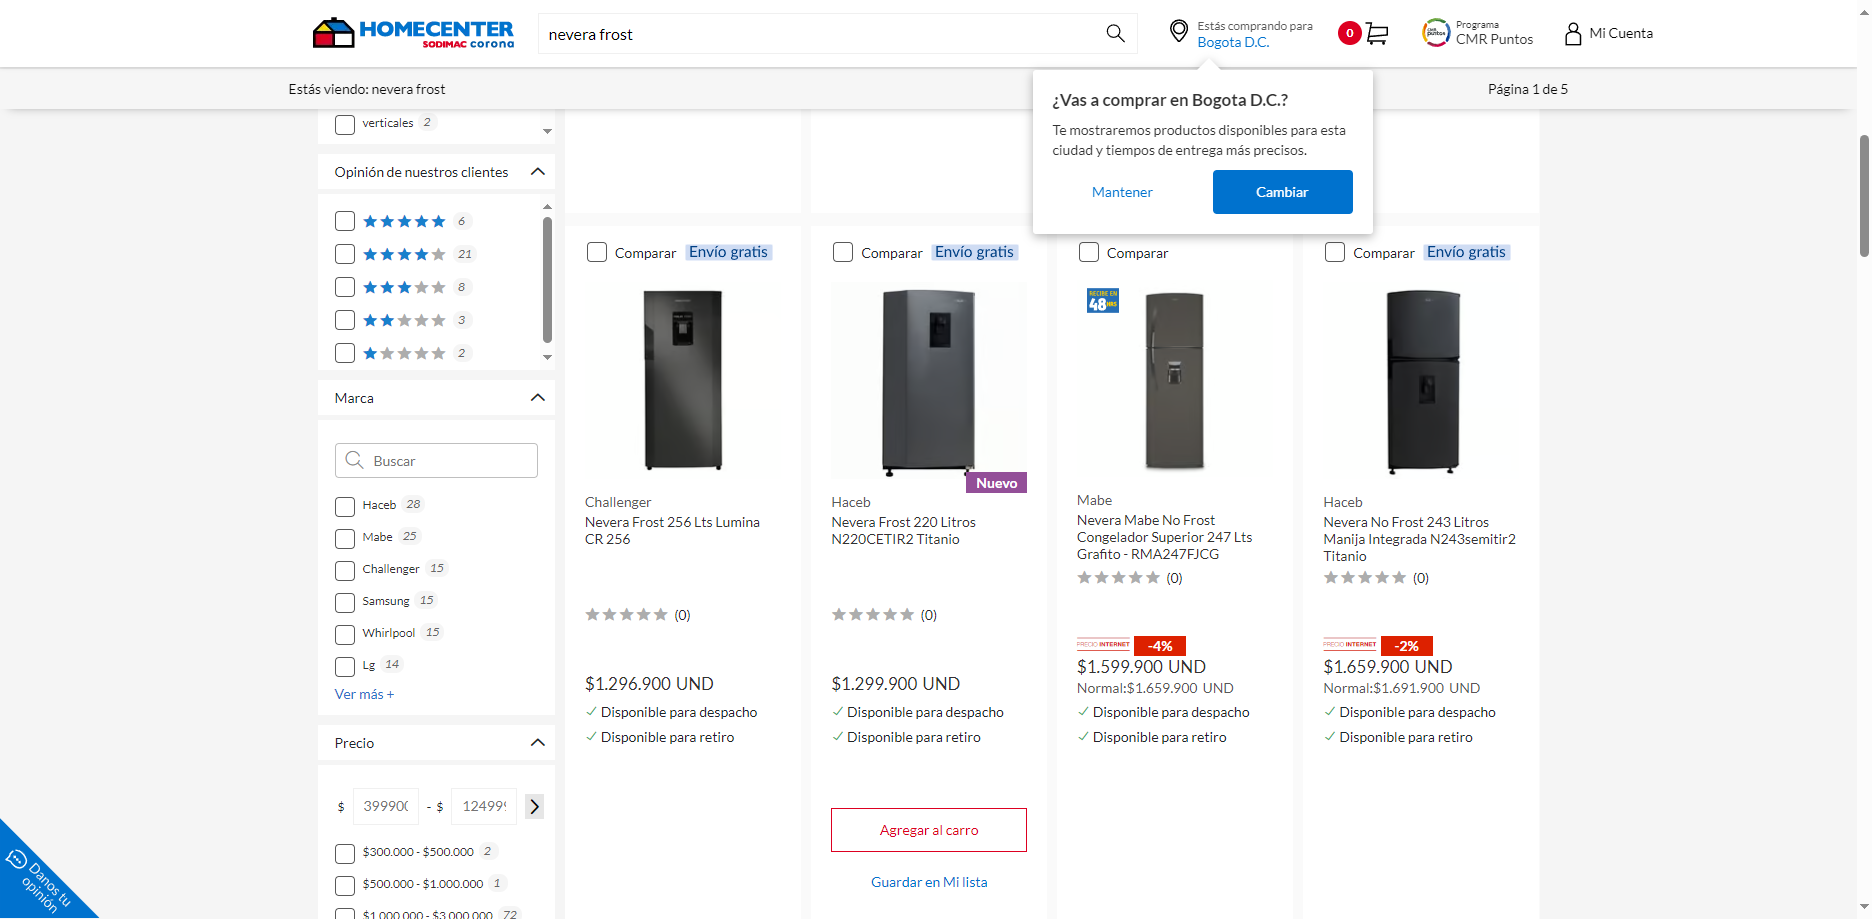 HOMECENTER
SODIMAC corona
nevera frost
Estás comprando para
Bogota D.C.
0
Programa
CMR Puntos
Mi Cuenta
Estás viendo: nevera frost
Página 1 de 5
¿Vas a comprar en Bogota D.C.?
Te mostraremos productos disponibles para esta
ciudad y tiempos de entrega más precisos.
Mantener
Cambiar
verticales 2
Opinión de nuestros clientes
6
21
8
3
2
Marca
Buscar
Haceb 28
Mabe 25
Challenger 15
Samsung 15
Whirlpool 15
Lg 14
Ver más +
Precio
$ 399900 - $ 124999
$300.000 - $500.000 2
$500.000 - $1.000.000 1
$1.000.000 - $3.000.000 72
Danos tu
opinión
Comparar Envío gratis
Challenger
Nevera Frost 256 Lts Lumina
CR 256
(0)
$1.296.900 UND
Disponible para despacho
Disponible para retiro
Comparar Envío gratis
Nuevo
Haceb
Nevera Frost 220 Litros
N220CETIR2 Titanio
(0)
$1.299.900 UND
Disponible para despacho
Disponible para retiro
Agregar al carro
Guardar en Mi lista
Comparar
RECIBE EN
48HRS
Mabe
Nevera Mabe No Frost
Congelador Superior 247 Lts
Grafito - RMA247FJCG
(0)
PRECIO INTERNET -4%
$1.599.900 UND
Normal:$1.659.900 UND
Disponible para despacho
Disponible para retiro
Comparar Envío gratis
Haceb
Nevera No Frost 243 Litros
Manija Integrada N243semitir2
Titanio
(0)
PRECIO INTERNET -2%
$1.659.900 UND
Normal:$1.691.900 UND
Disponible para despacho
Disponible para retiro